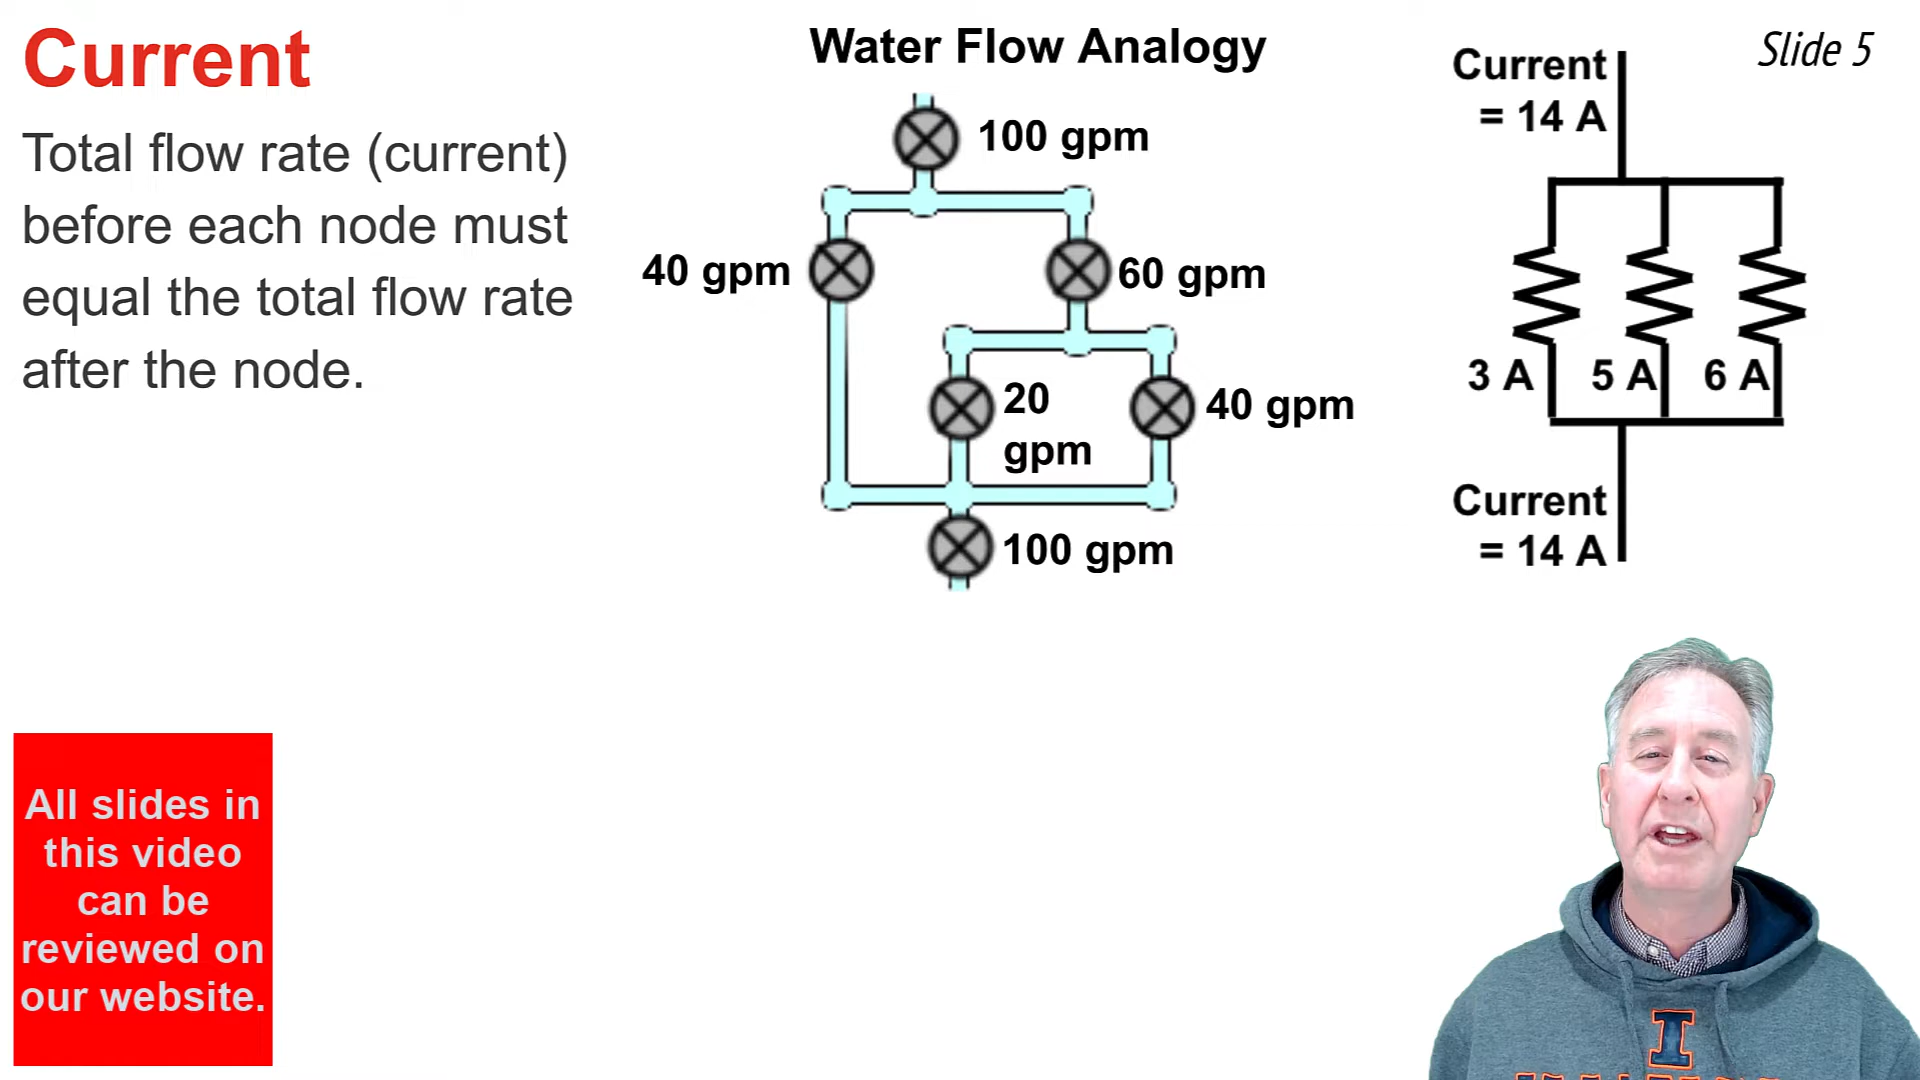 Current
Total flow rate (current)
before each node must
equal the total flow rate
after the node.
Water Flow Analogy
100 gpm
40 gpm
60 gpm
20
gpm
40 gpm
100 gpm
Slide 5
Current
= 14 A
3 A
5 A
6 A
Current
= 14 A
All slides in
this video
can be
reviewed on
our website.
I